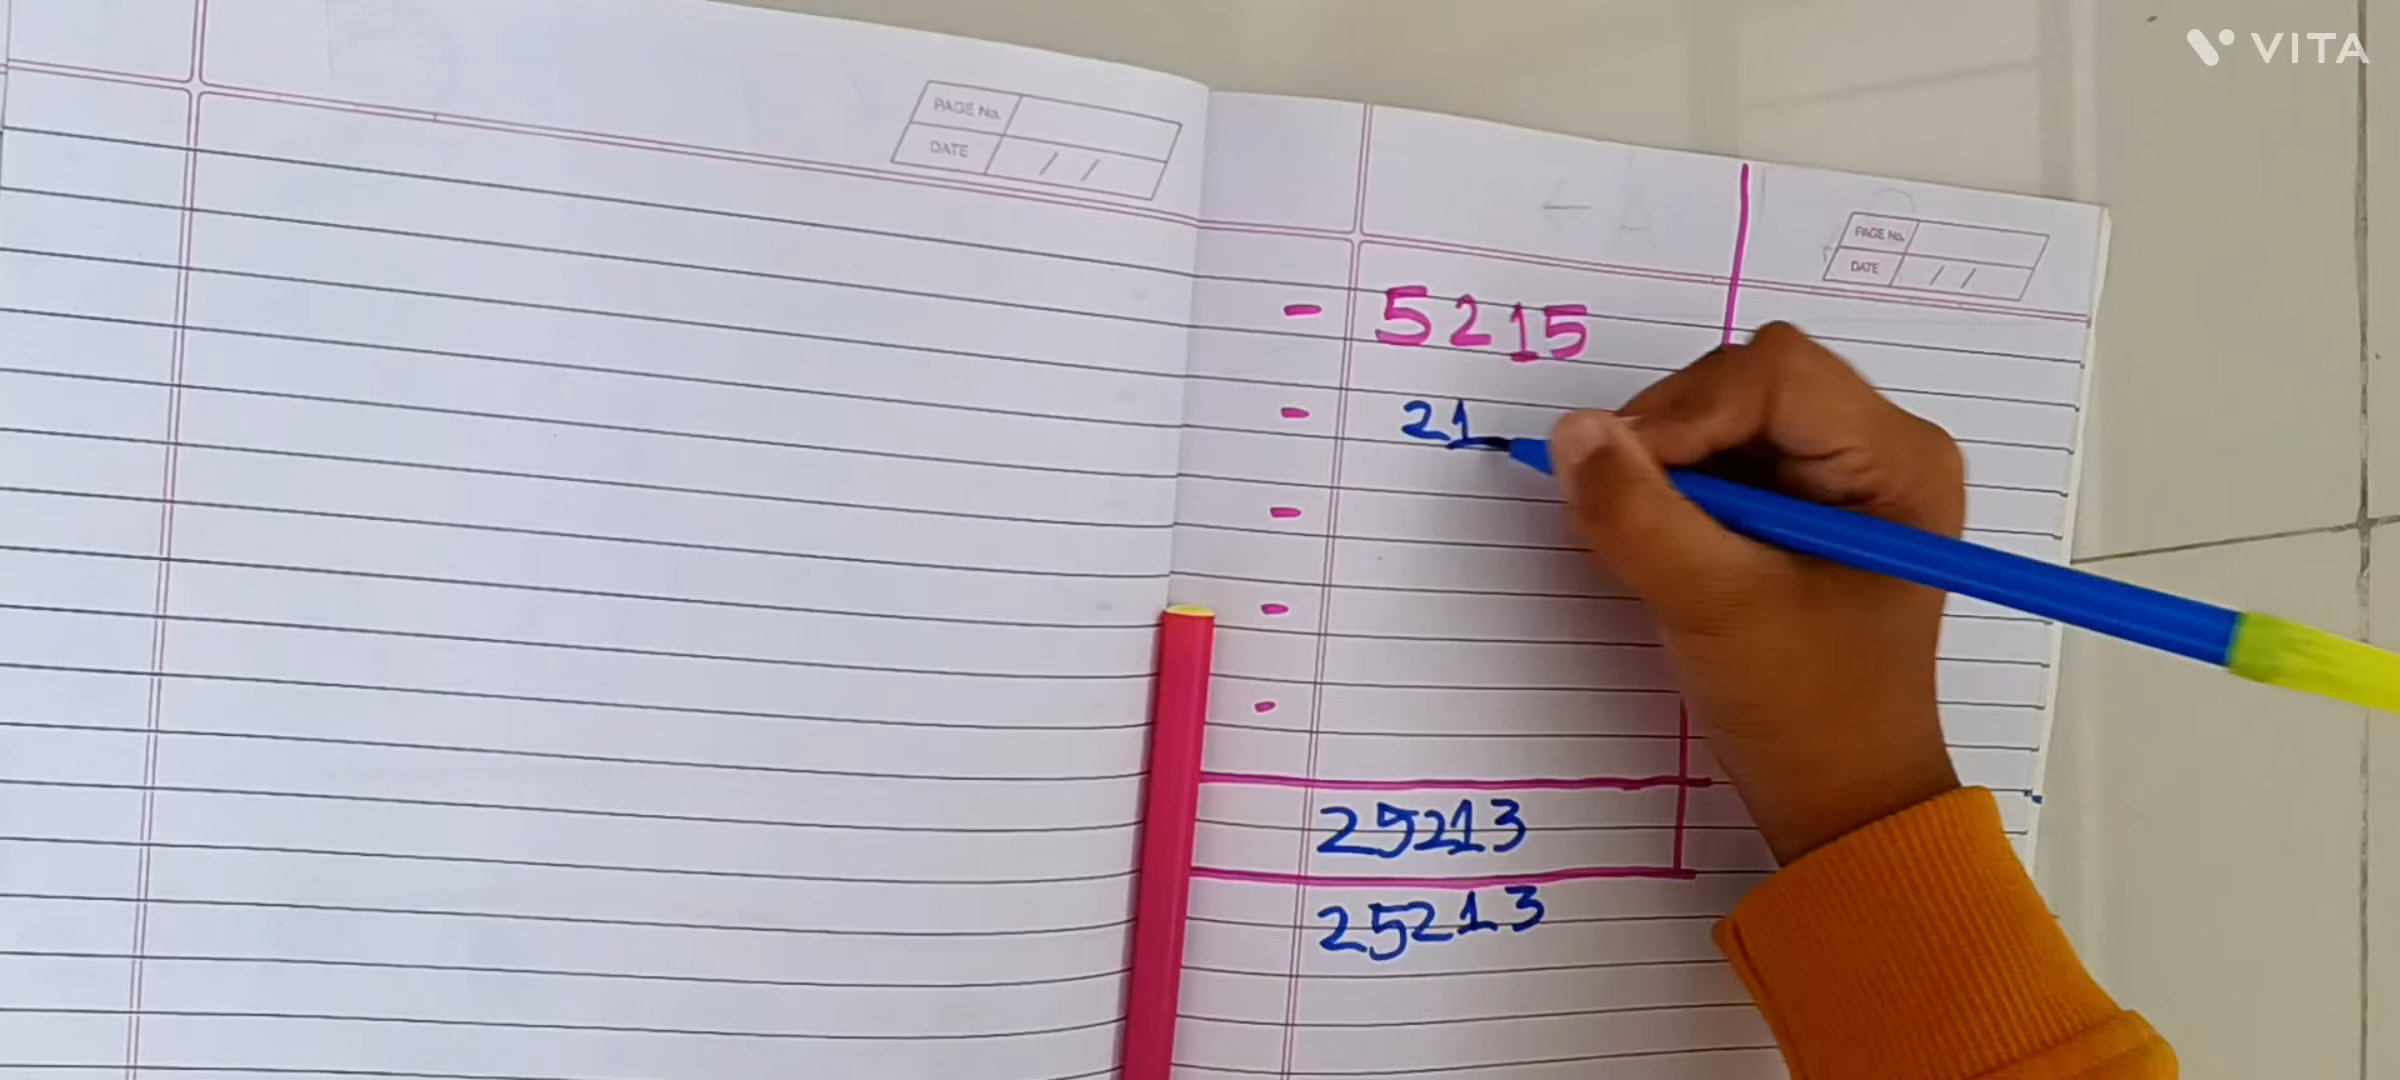 VITA
PAGE No.
DATE / /
PAGE No.
DATE / /
- 5215
- 21
-
-
-
25213
25213